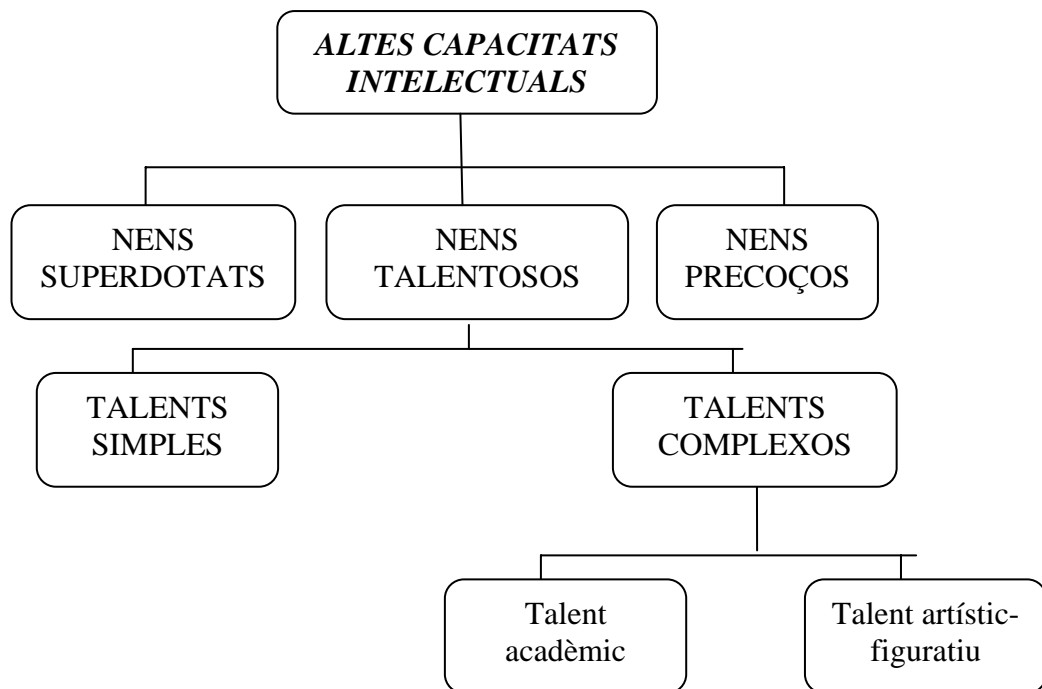 ALTES CAPACITATS
INTELECTUALS
NENS
SUPERDOTATS
NENS
TALENTOSOS
NENS
PRECOÇOS
TALENTS
SIMPLES
TALENTS
COMPLEXOS
Talent
acadèmic
Talent artístic-
figuratiu